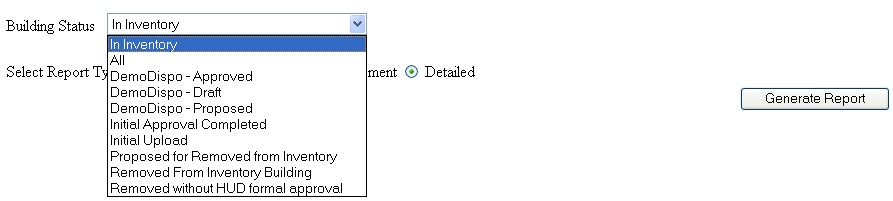 Building Status In Inventory
In Inventory
All
Select Report Ty ment Detailed
DemoDispo - Approved
DemoDispo - Draft
DemoDispo - Proposed
Generate Report
Initial Approval Completed
Initial Upload
Proposed for Removed from Inventory
Removed From Inventory Building
Removed without HUD formal approval